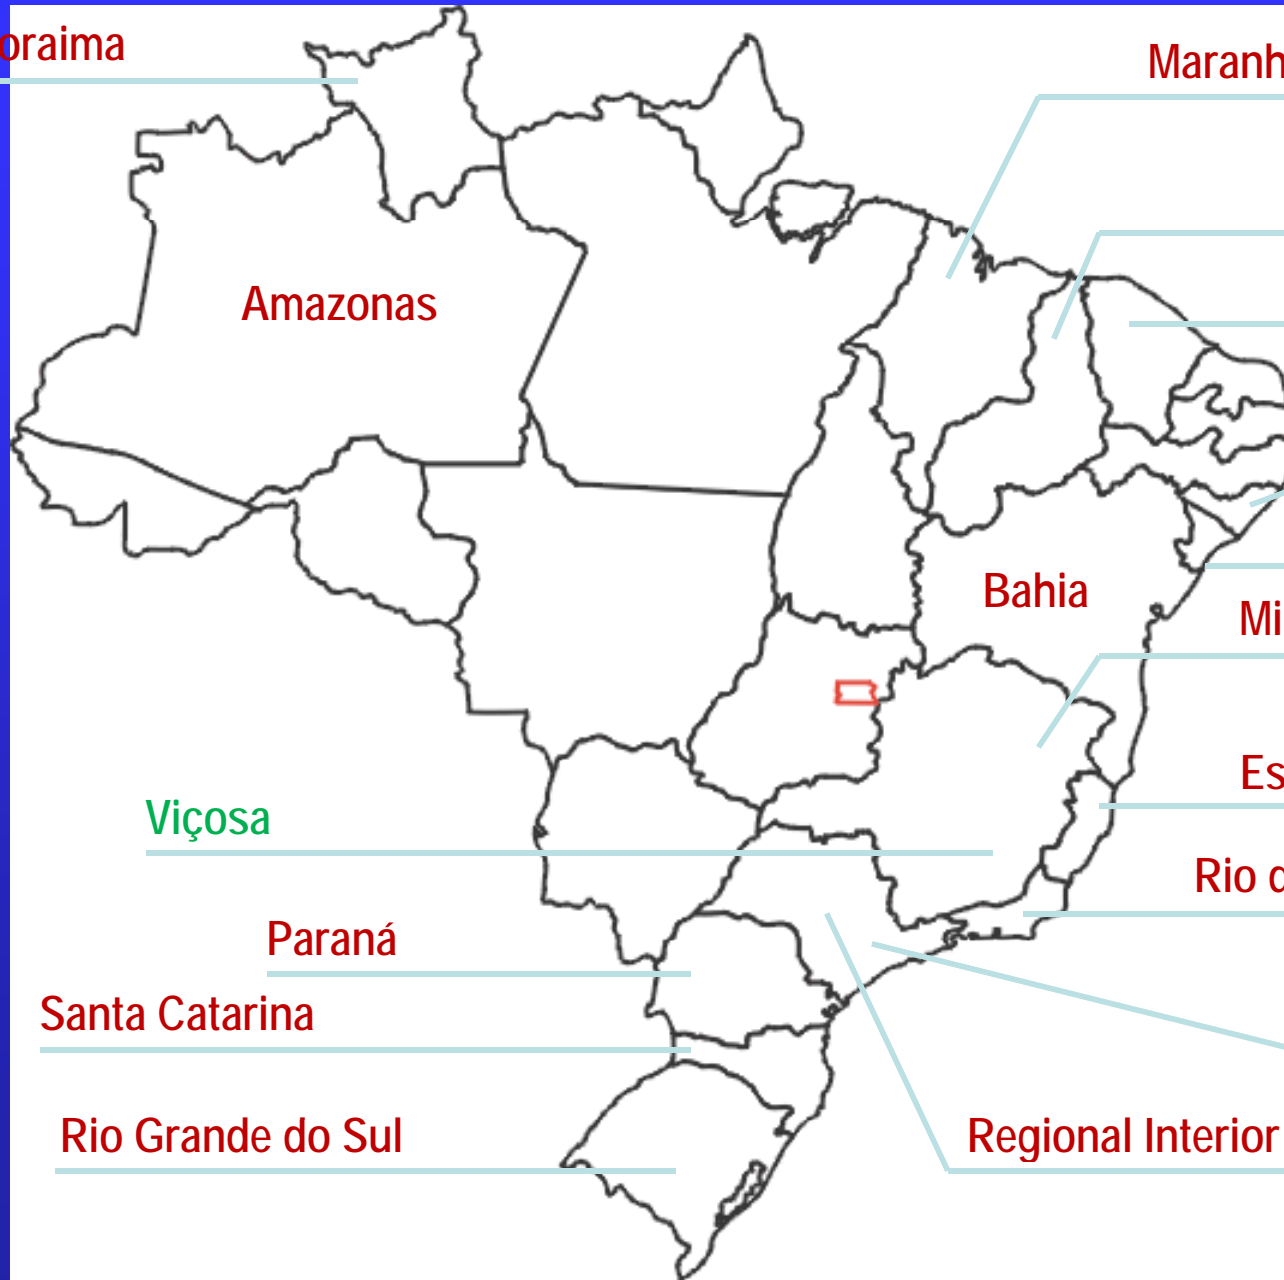 oraima
Maranh
Amazonas
Bahia
Mi
Es
Viçosa
Rio d
Paraná
Santa Catarina
Rio Grande do Sul
Regional Interior